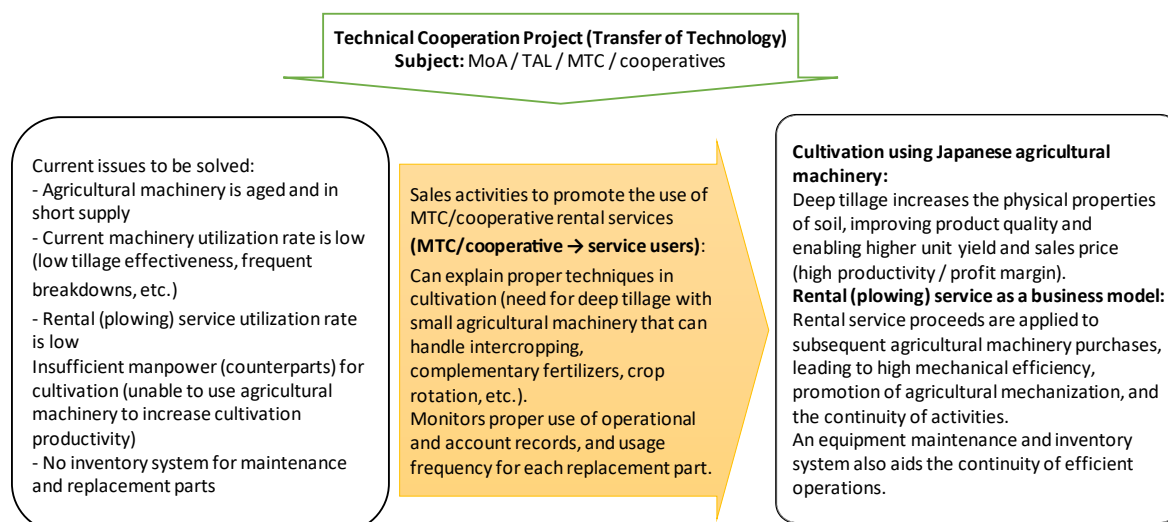 Technical Cooperation Project (Transfer of Technology)
Subject: MoA / TAL / MTC / cooperatives
Current issues to be solved:
- Agricultural machinery is aged and in
short supply
- Current machinery utilization rate is low
(low tillage effectiveness, frequent
breakdowns, etc.)
- Rental (plowing) service utilization rate
is low
Insufficient manpower (counterparts) for
cultivation (unable to use agricultural
machinery to increase cultivation
productivity)
- No inventory system for maintenance
and replacement parts
Sales activities to promote the use of
MTC/cooperative rental services
(MTC/cooperative → service users):
Can explain proper techniques in
cultivation (need for deep tillage with
small agricultural machinery that can
handle intercropping,
complementary fertilizers, crop
rotation, etc.).
Monitors proper use of operational
and account records, and usage
frequency for each replacement part.
Cultivation using Japanese agricultural
machinery:
Deep tillage increases the physical properties
of soil, improving product quality and
enabling higher unit yield and sales price
(high productivity / profit margin).
Rental (plowing) service as a business model:
Rental service proceeds are applied to
subsequent agricultural machinery purchases,
leading to high mechanical efficiency,
promotion of agricultural mechanization, and
the continuity of activities.
An equipment maintenance and inventory
system also aids the continuity of efficient
operations.